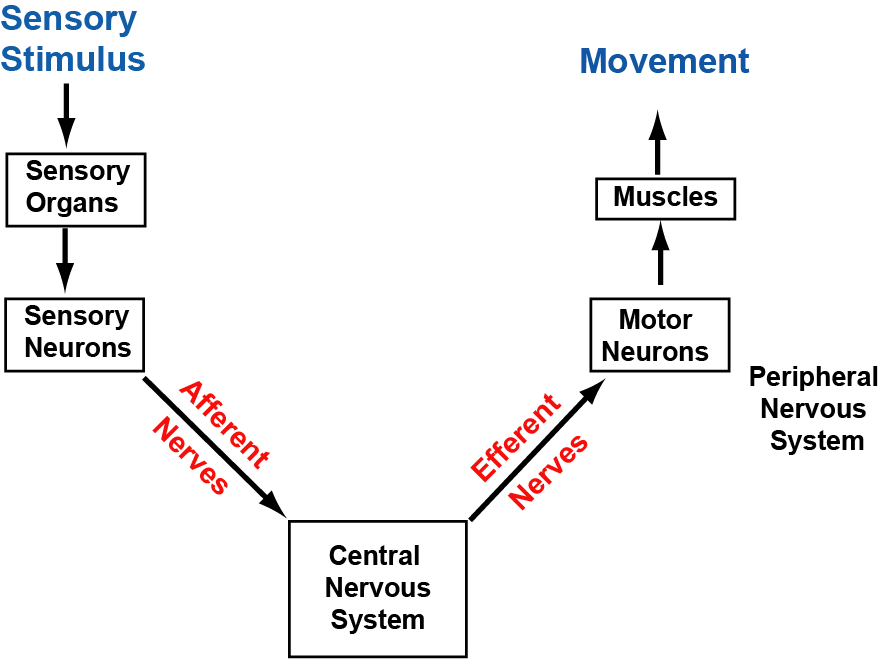 Sensory
Stimulus
Sensory
Organs
Sensory
Neurons
Afferent
Nerves
Central
Nervous
System
Efferent
Nerves
Motor
Neurons
Muscles
Movement
Peripheral
Nervous
System